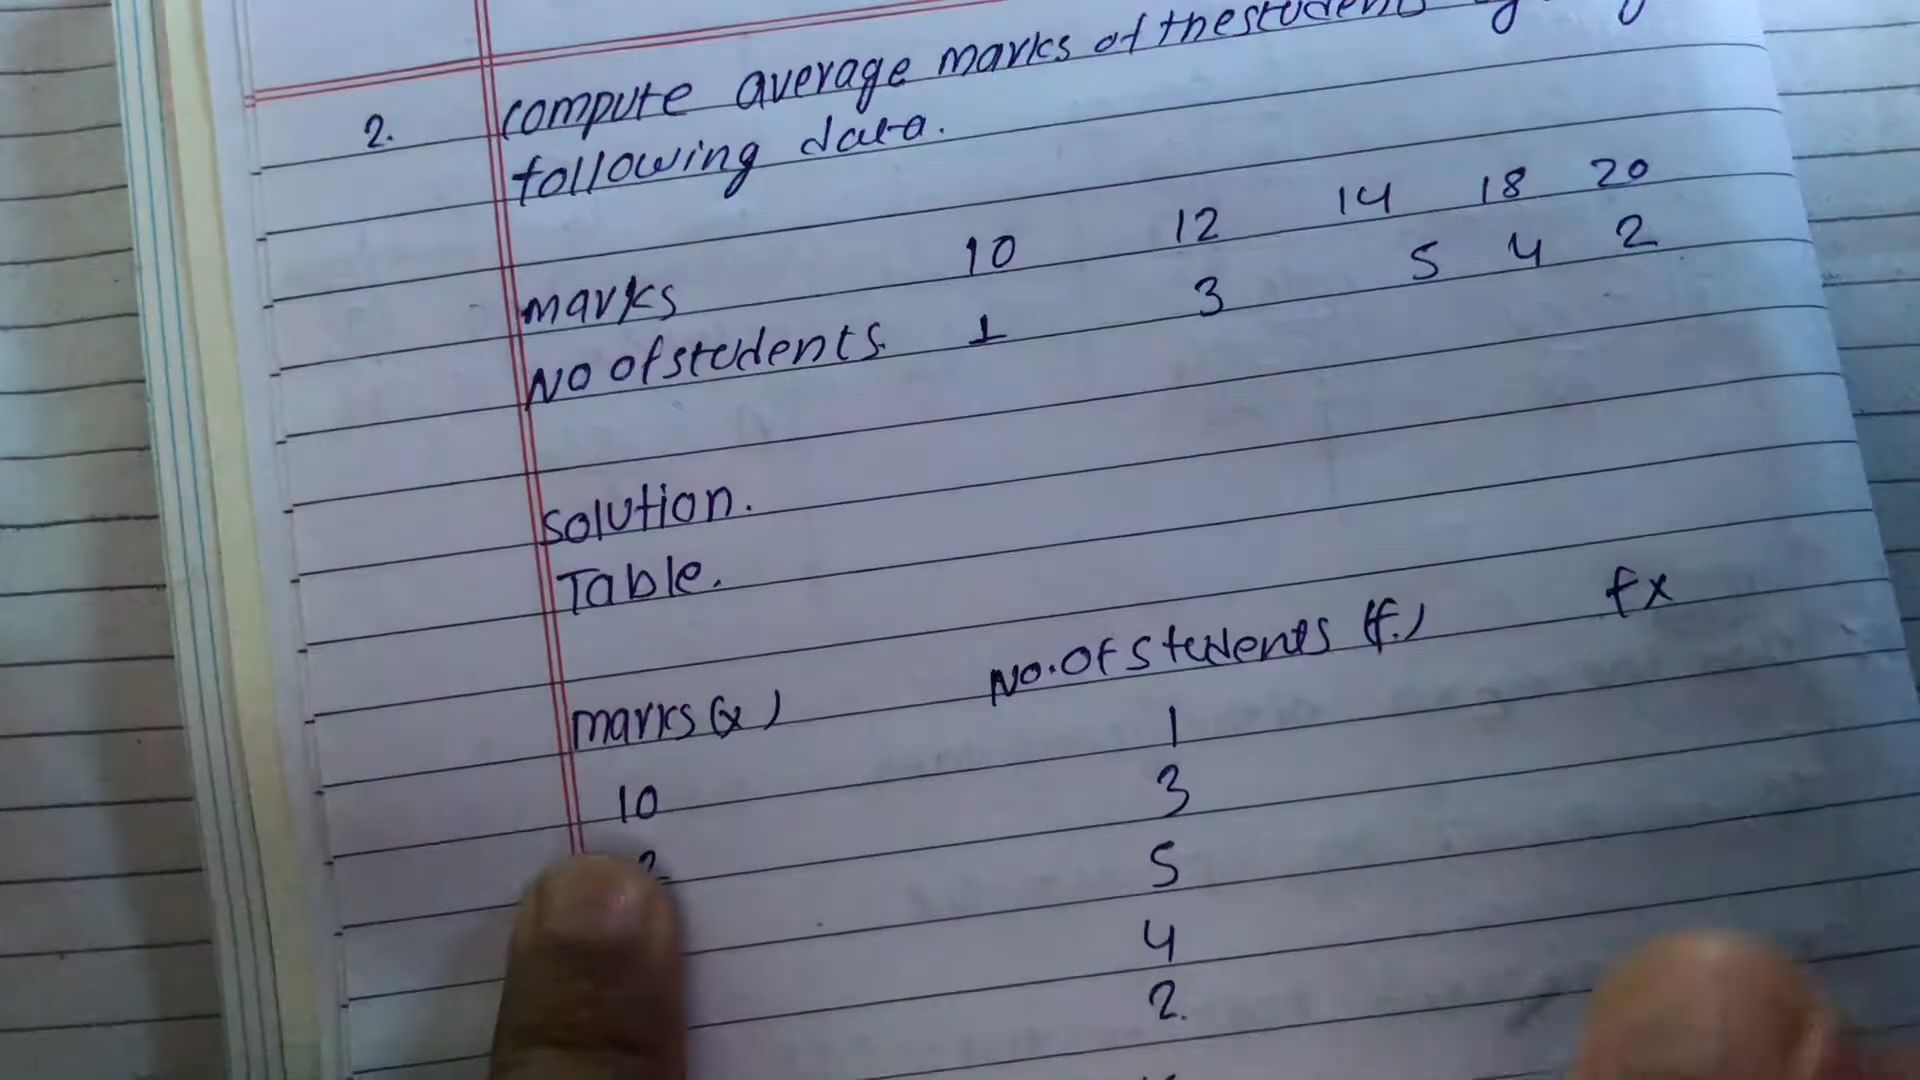 2. compute average marks of the students
following data.
marks 10 12 14 18 20
NO of students 1 3 5 4 2
solution.
Table.
marks (x) No. of students (f.) fx
10 1
3
5
4
2.